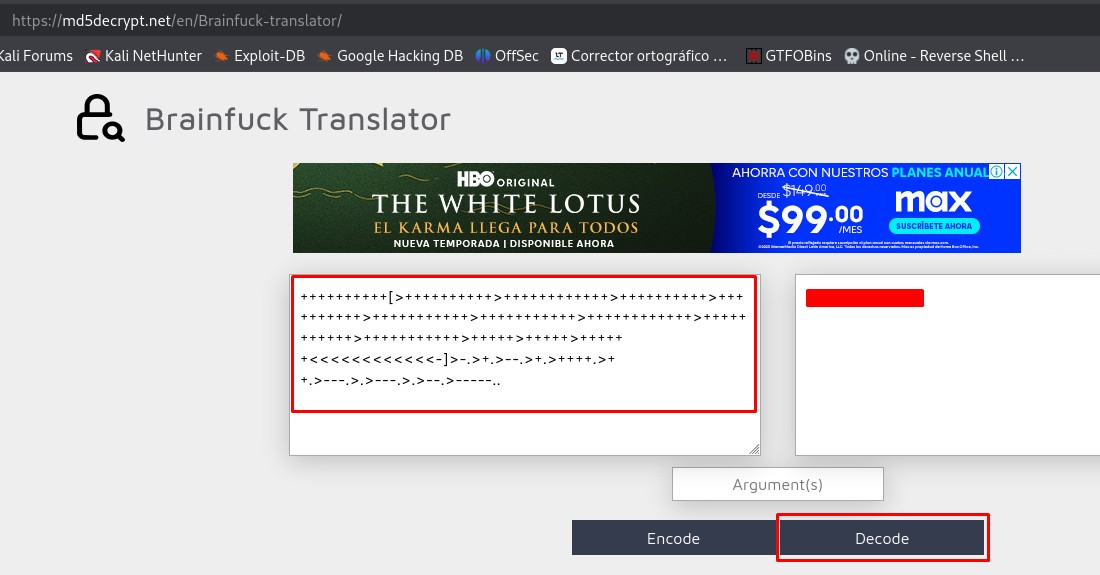 https://md5decrypt.net/en/Brainfuck-translator/
Kali Forums Kali NetHunter Exploit-DB Google Hacking DB OffSec LT Corrector ortográfico ... GTFOBins Online - Reverse Shell ...
Brainfuck Translator
HBO ORIGINAL
THE WHITE LOTUS
EL KARMA LLEGA PARA TODOS
NUEVA TEMPORADA | DISPONIBLE AHORA
AHORA CON NUESTROS PLANES ANUAL
DESDE $149.00
$99.00
/MES
max
SUSCRÍBETE AHORA
++++++++++[>++++++++++>++++++++++++>++++++++++>+++
+++++++>+++++++++++>+++++++++++>++++++++++++>+++++
++++++>+++++++++++>+++++>+++++>+++++
+<<<<<<<<<<<<-]>-.>+.>--.>+.>++++.>+
+.>---.>.>---.>.>--.>-----..
Argument(s)
Encode
Decode